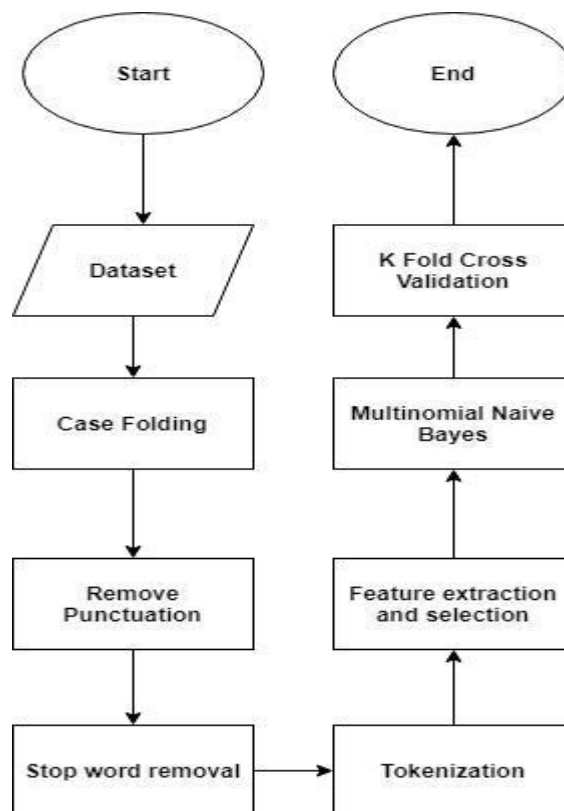 Start
Dataset
Case Folding
Remove
Punctuation
Stop word removal
Tokenization
Feature extraction
and selection
Multinomial Naive
Bayes
K Fold Cross
Validation
End